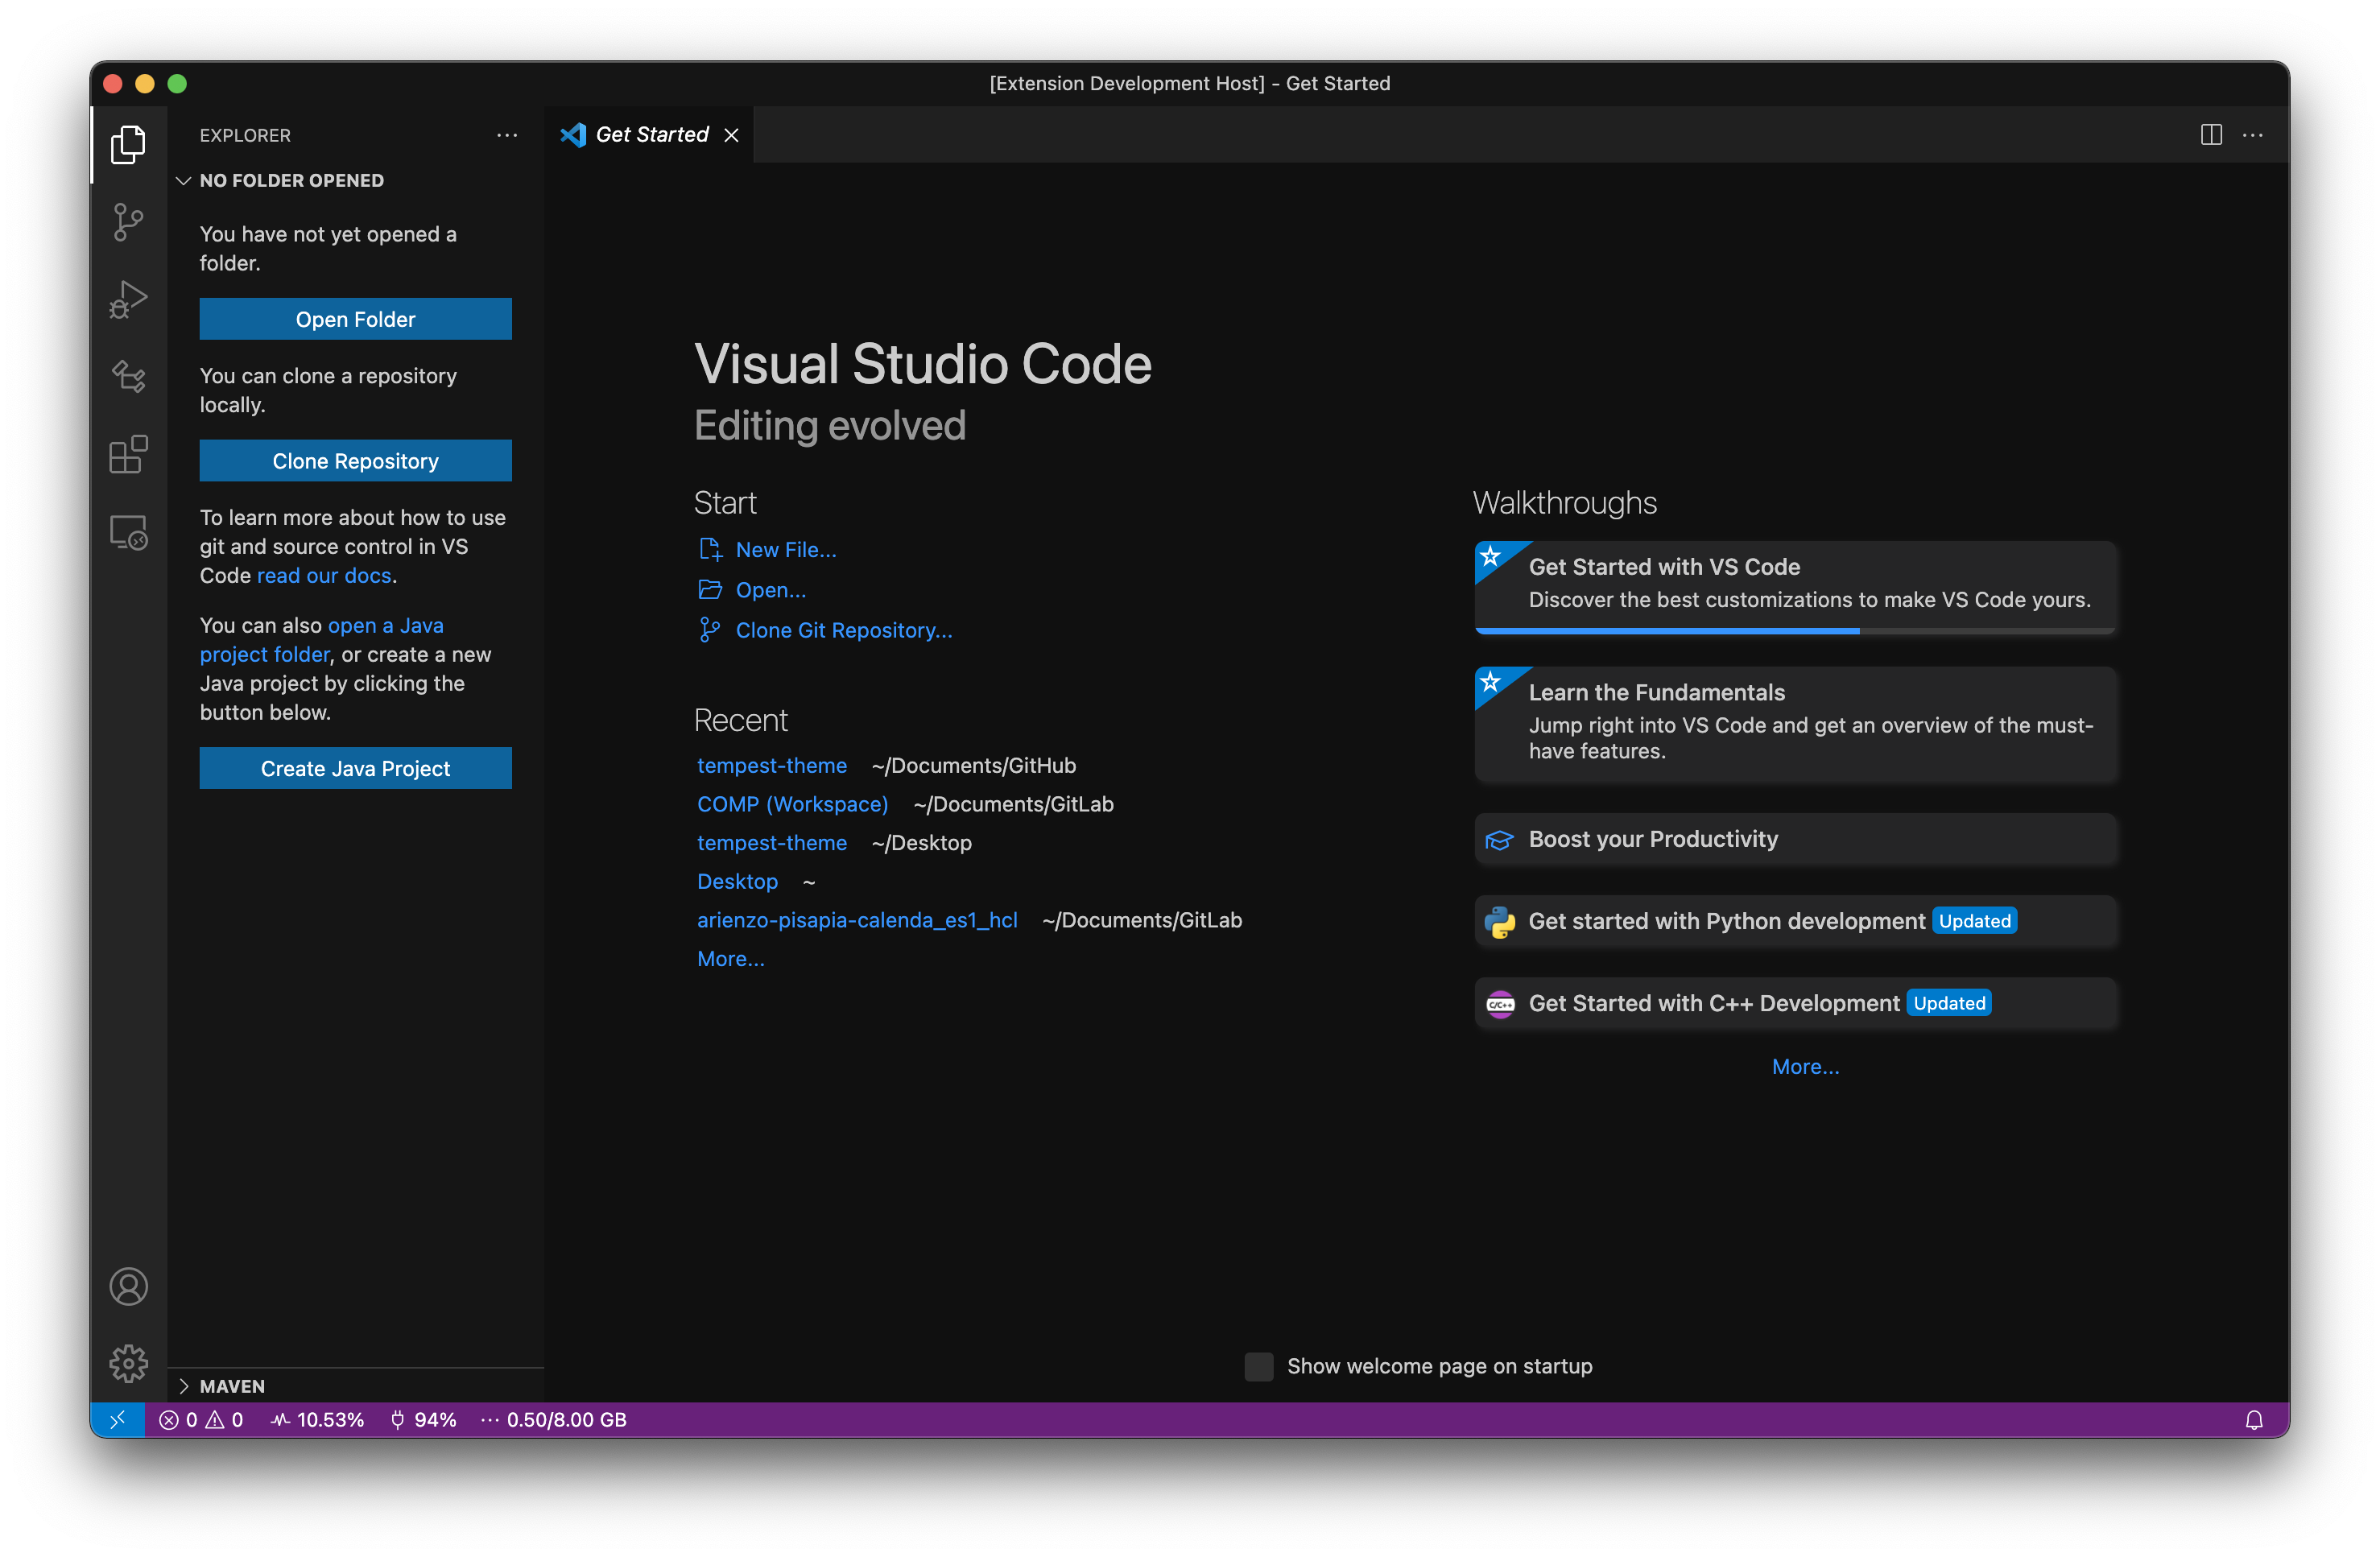 [Extension Development Host] - Get Started
EXPLORER
Get Started
NO FOLDER OPENED
You have not yet opened a
folder.
Open Folder
You can clone a repository
locally.
Clone Repository
To learn more about how to use
git and source control in VS
Code read our docs.
You can also open a Java
project folder, or create a new
Java project by clicking the
button below.
Create Java Project
MAVEN
Visual Studio Code
Editing evolved
Start
New File...
Open...
Clone Git Repository...
Recent
tempest-theme ~/Documents/GitHub
COMP (Workspace) ~/Documents/GitLab
tempest-theme ~/Desktop
Desktop ~
arienzo-pisapia-calenda_es1_hcl ~/Documents/GitLab
More...
Walkthroughs
Get Started with VS Code
Discover the best customizations to make VS Code yours.
Learn the Fundamentals
Jump right into VS Code and get an overview of the must-
have features.
Boost your Productivity
Get started with Python development Updated
C/C++ Get Started with C++ Development Updated
More...
Show welcome page on startup
0 0 10.53% 94% ... 0.50/8.00 GB